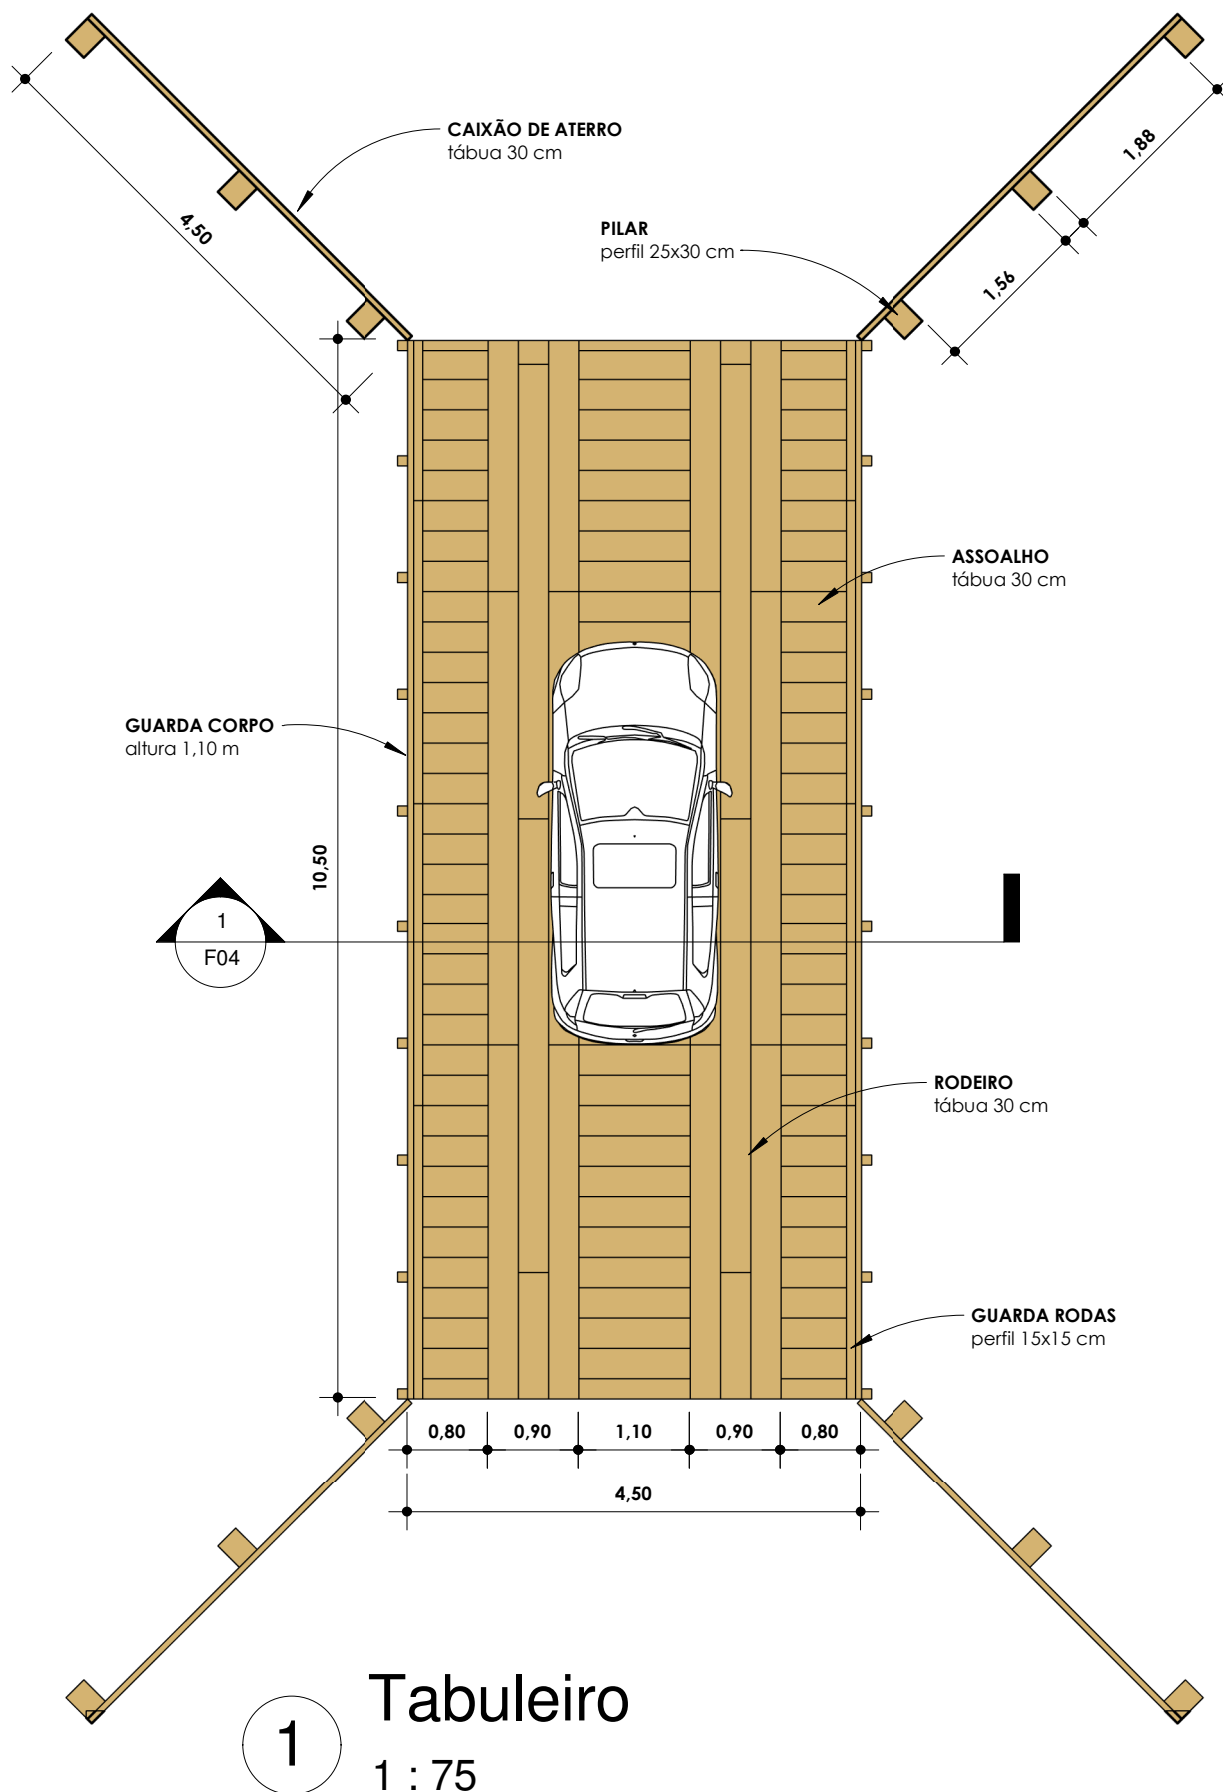 CAIXÃO DE ATERRO
tábua 30 cm
1,88
4,50
PILAR
perfil 25x30 cm
1,56
ASSOALHO
tábua 30 cm
GUARDA CORPO
altura 1,10 m
10,50
1
F04
RODEIRO
tábua 30 cm
GUARDA RODAS
perfil 15x15 cm
0,80 0,90 1,10 0,90 0,80
4,50
1 Tabuleiro
1 : 75